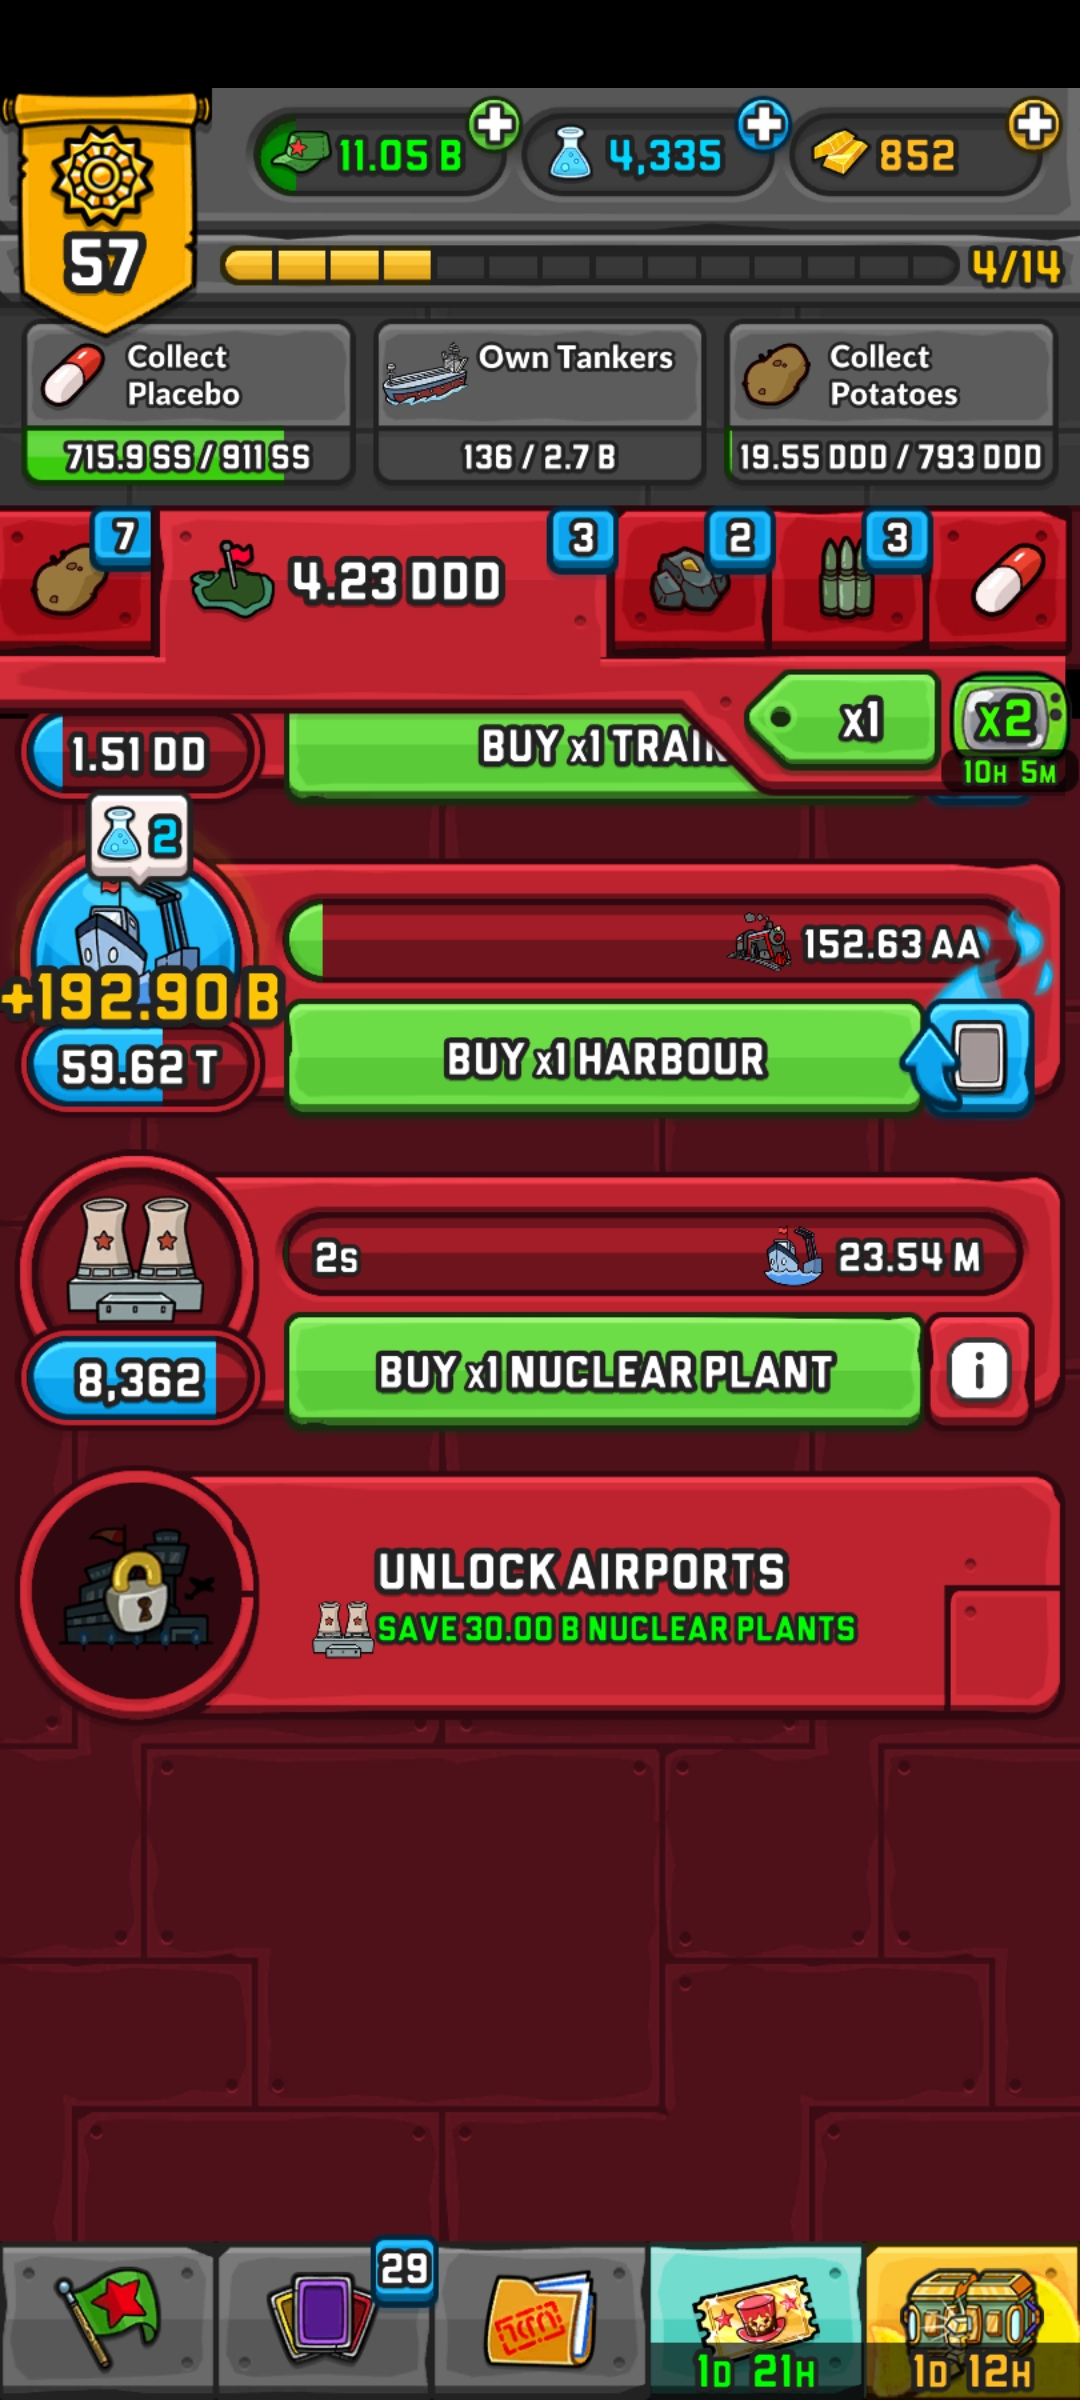 57
11.05 B
4,335
852
4/14
Collect
Placebo
715.9 SS / 911 SS
Own Tankers
136 / 2.7 B
Collect
Potatoes
19.55 DDD / 793 DDD
7
4.23 DDD
3
2
3
x1
x2
10H 5M
1.51 DD
BUY x1 TRAIN
2
152.63 AA
+192.90 B
59.62 T
BUY x1 HARBOUR
2s
23.54 M
8,362
BUY x1 NUCLEAR PLANT
i
UNLOCK AIRPORTS
SAVE 30.00 B NUCLEAR PLANTS
29
1D 21H
1D 12H